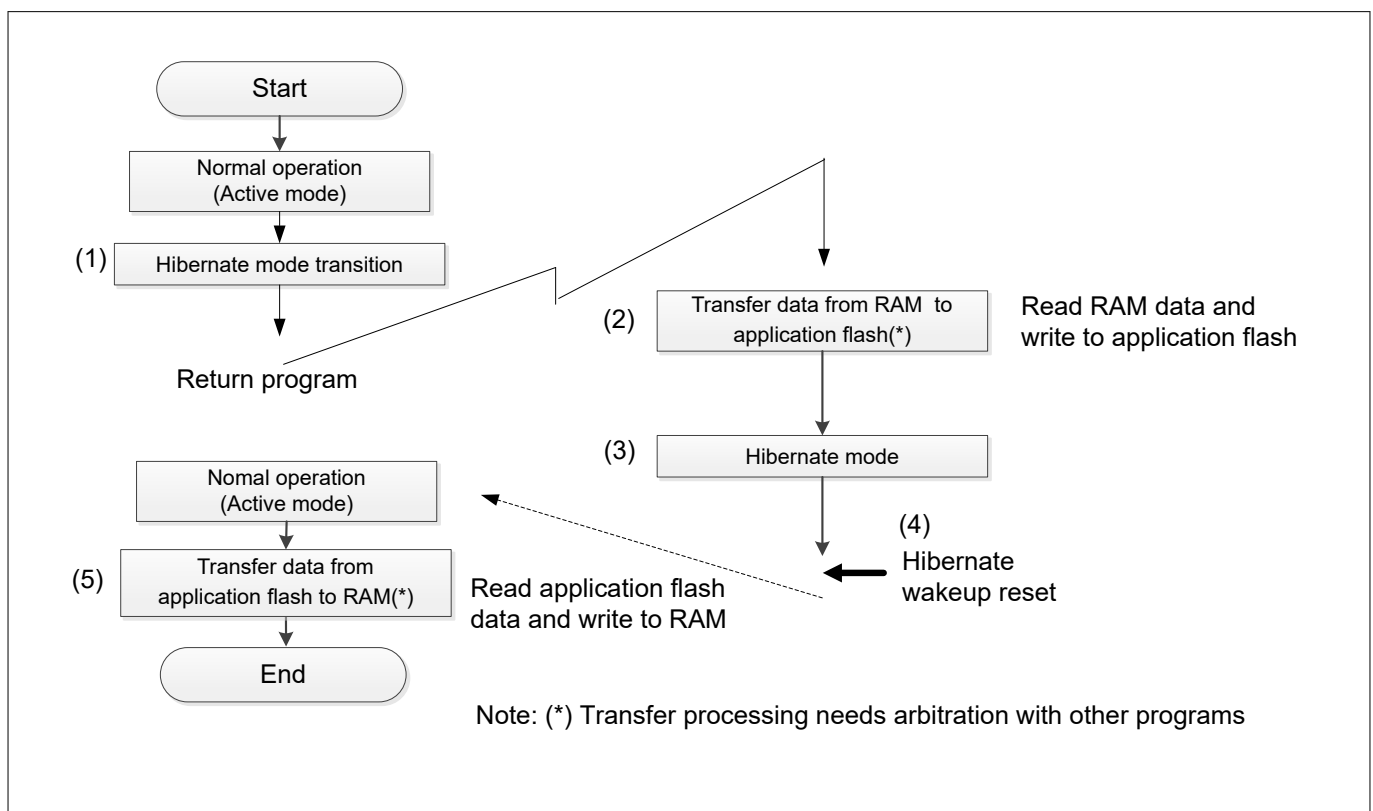 Start
Normal operation
(Active mode)
(1)
Hibernate mode transition
Return program
(2)
Transfer data from RAM to
application flash(*)
Read RAM data and
write to application flash
(3)
Hibernate mode
(4)
Hibernate
wakeup reset
Nomal operation
(Active mode)
(5)
Transfer data from
application flash to RAM(*)
Read application flash
data and write to RAM
End
Note: (*) Transfer processing needs arbitration with other programs